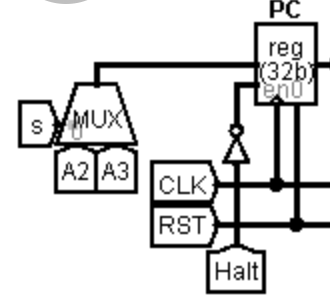 PC
reg
(32b)
en0
MUX
s
0
A2
A3
CLK
RST
Halt